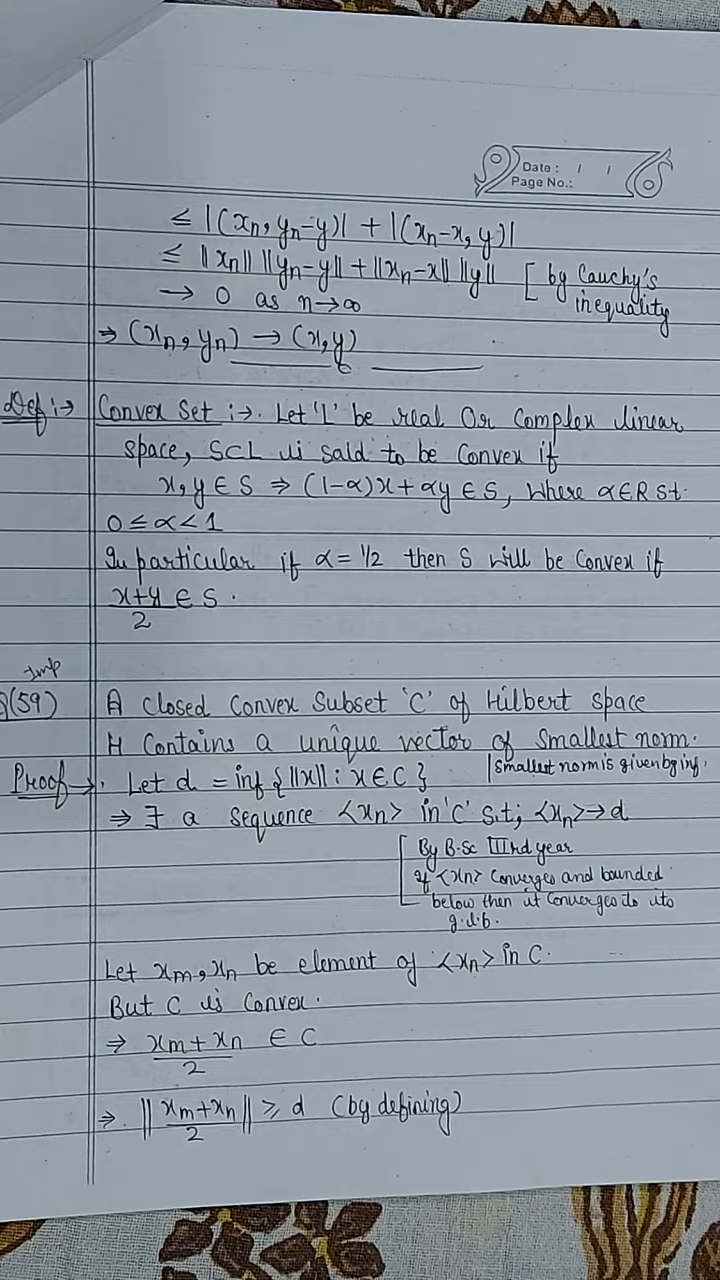 Date : / /
Page No.:
≤ |(xn, yn-y)| + |(xn-x, y)|
≤ ||xn|| ||yn-y|| + ||xn-x|| ||y|| [ by Cauchy's
inequality
→ 0 as n→∞
⇒ (xn, yn) → (x, y)
Def :→ Convex Set :→. Let 'L' be real Or Complex linear
space, S⊂L is said to be Convex if
x, y ∈ S ⇒ (1-α)x + αy ∈ S, Where α∈R S.t.
0 ≤ α < 1
In particular if α = 1/2 then S will be Convex if
x+y/2 ∈ S.
Imp
(59) A Closed Convex Subset 'C' of Hilbert space
H Contains a unique vector of Smallest norm.
Proof →. Let d = inf {||x|| : x ∈ C} | Smallest norm is given by inf.
⇒ ∃ a Sequence <xn> in 'C' S.t; <xn> → d
[ By B.Sc IIIrd year
if <xn> Converges and bounded
below then it Converges to its
g.l.b.
Let xm, xn be element of <xn> in C.
But C is Convex.
⇒ xm + xn/2 ∈ C
⇒ || xm+xn/2 || ≥ d (by defining)